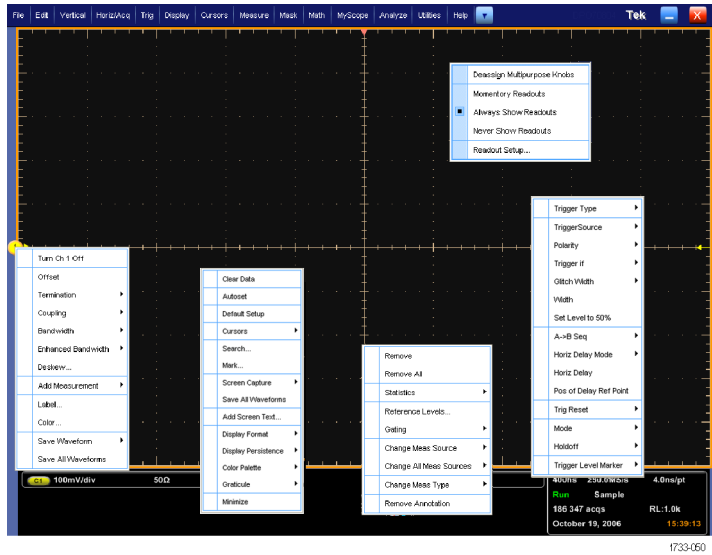 File Edit Vertical Horiz/Acq Trig Display Cursors Measure Mask Math MyScope Analyze Utilities Help Tek
Deassign Multipurpose Knobs
Momentory Readouts
Always Show Readouts
Never Show Readouts
Readout Setup...
Trigger Type
TriggerSource
Polarity
Trigger if
Glitch Width
Width
Set Level to 50%
A->B Seq
Horiz Delay Mode
Horiz Delay
Pos of Delay Ref Point
Trig Reset
Mode
Holdoff
Trigger Level Marker
Turn Ch 1 Off
Offset
Termination
Coupling
Bandwidth
Enhanced Bandwidth
Deskew...
Add Measurement
Label...
Color...
Save Waveform
Save All Waveforms
Clear Data
Autoset
Default Setup
Cursors
Search...
Mark...
Screen Capture
Save All Waveforms
Add Screen Text...
Display Format
Display Persistence
Color Palette
Graticule
Minimize
Remove
Remove All
Statistics
Reference Levels...
Gating
Change Meas Source
Change All Meas Sources
Change Meas Type
Remove Annotation
C1 100mV/div 50Ω
400ns 250.0MS/s 4.0ns/pt
Run Sample
186 347 acqs RL:1.0k
October 19, 2006 15:39:13
1733-050